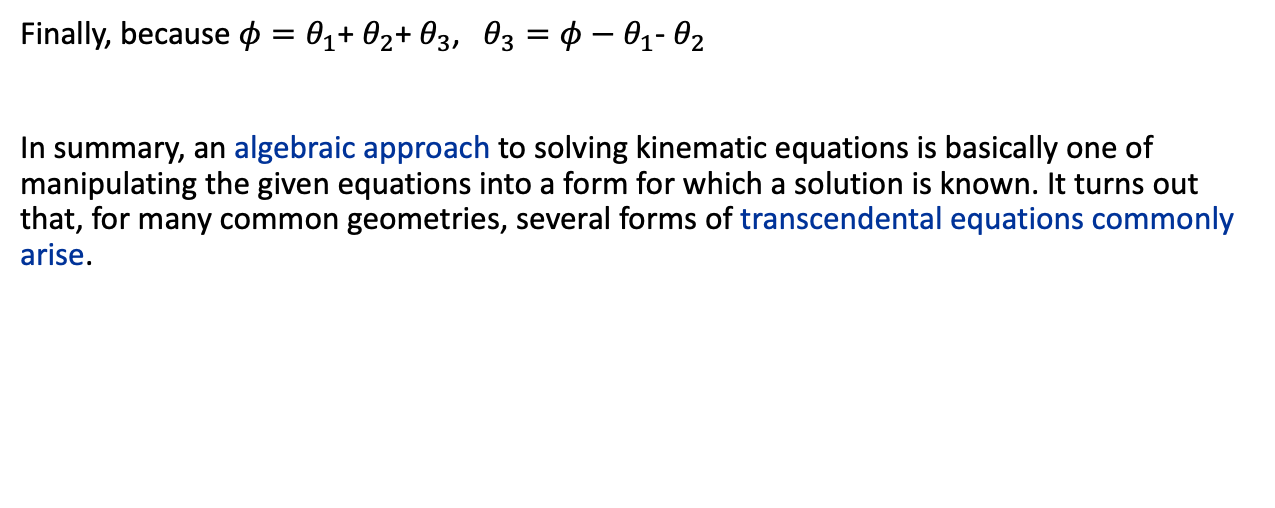 Finally, because 𝜙 = 𝜃₁+ 𝜃₂+ 𝜃₃, 𝜃₃ = 𝜙 − 𝜃₁- 𝜃₂
In summary, an algebraic approach to solving kinematic equations is basically one of
manipulating the given equations into a form for which a solution is known. It turns out
that, for many common geometries, several forms of transcendental equations commonly
arise.